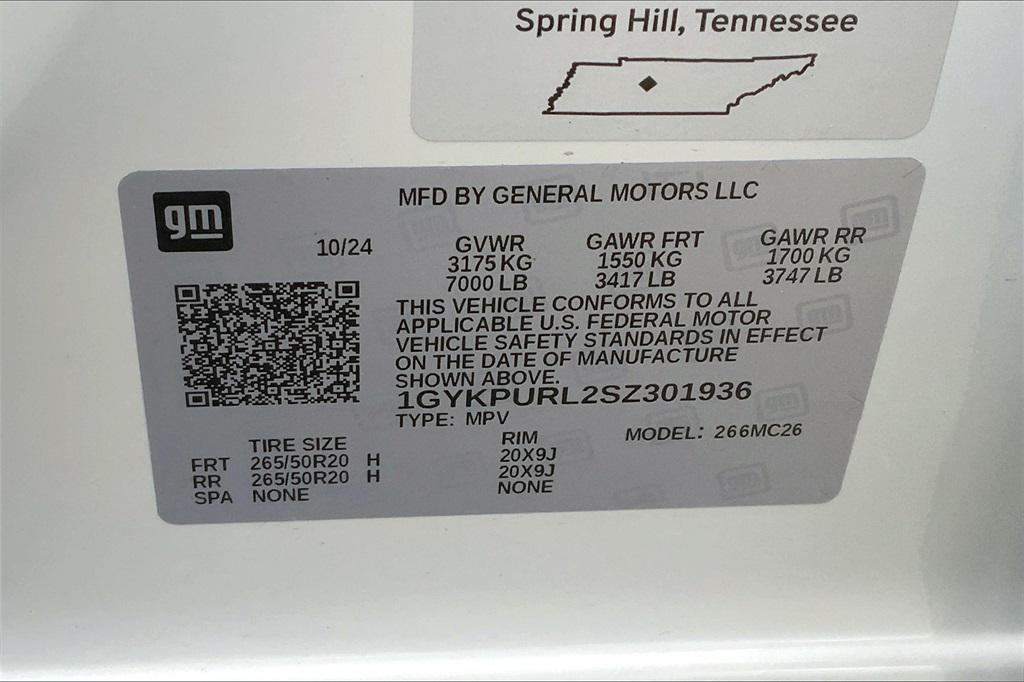 Spring Hill, Tennessee
gm
MFD BY GENERAL MOTORS LLC
10/24
GVWR GAWR FRT GAWR RR
3175 KG 1550 KG 1700 KG
7000 LB 3417 LB 3747 LB
THIS VEHICLE CONFORMS TO ALL
APPLICABLE U.S. FEDERAL MOTOR
VEHICLE SAFETY STANDARDS IN EFFECT
ON THE DATE OF MANUFACTURE
SHOWN ABOVE.
1GYKPURL2SZ301936
TYPE: MPV MODEL: 266MC26
TIRE SIZE RIM
FRT 265/50R20 H 20X9J
RR 265/50R20 H 20X9J
SPA NONE NONE